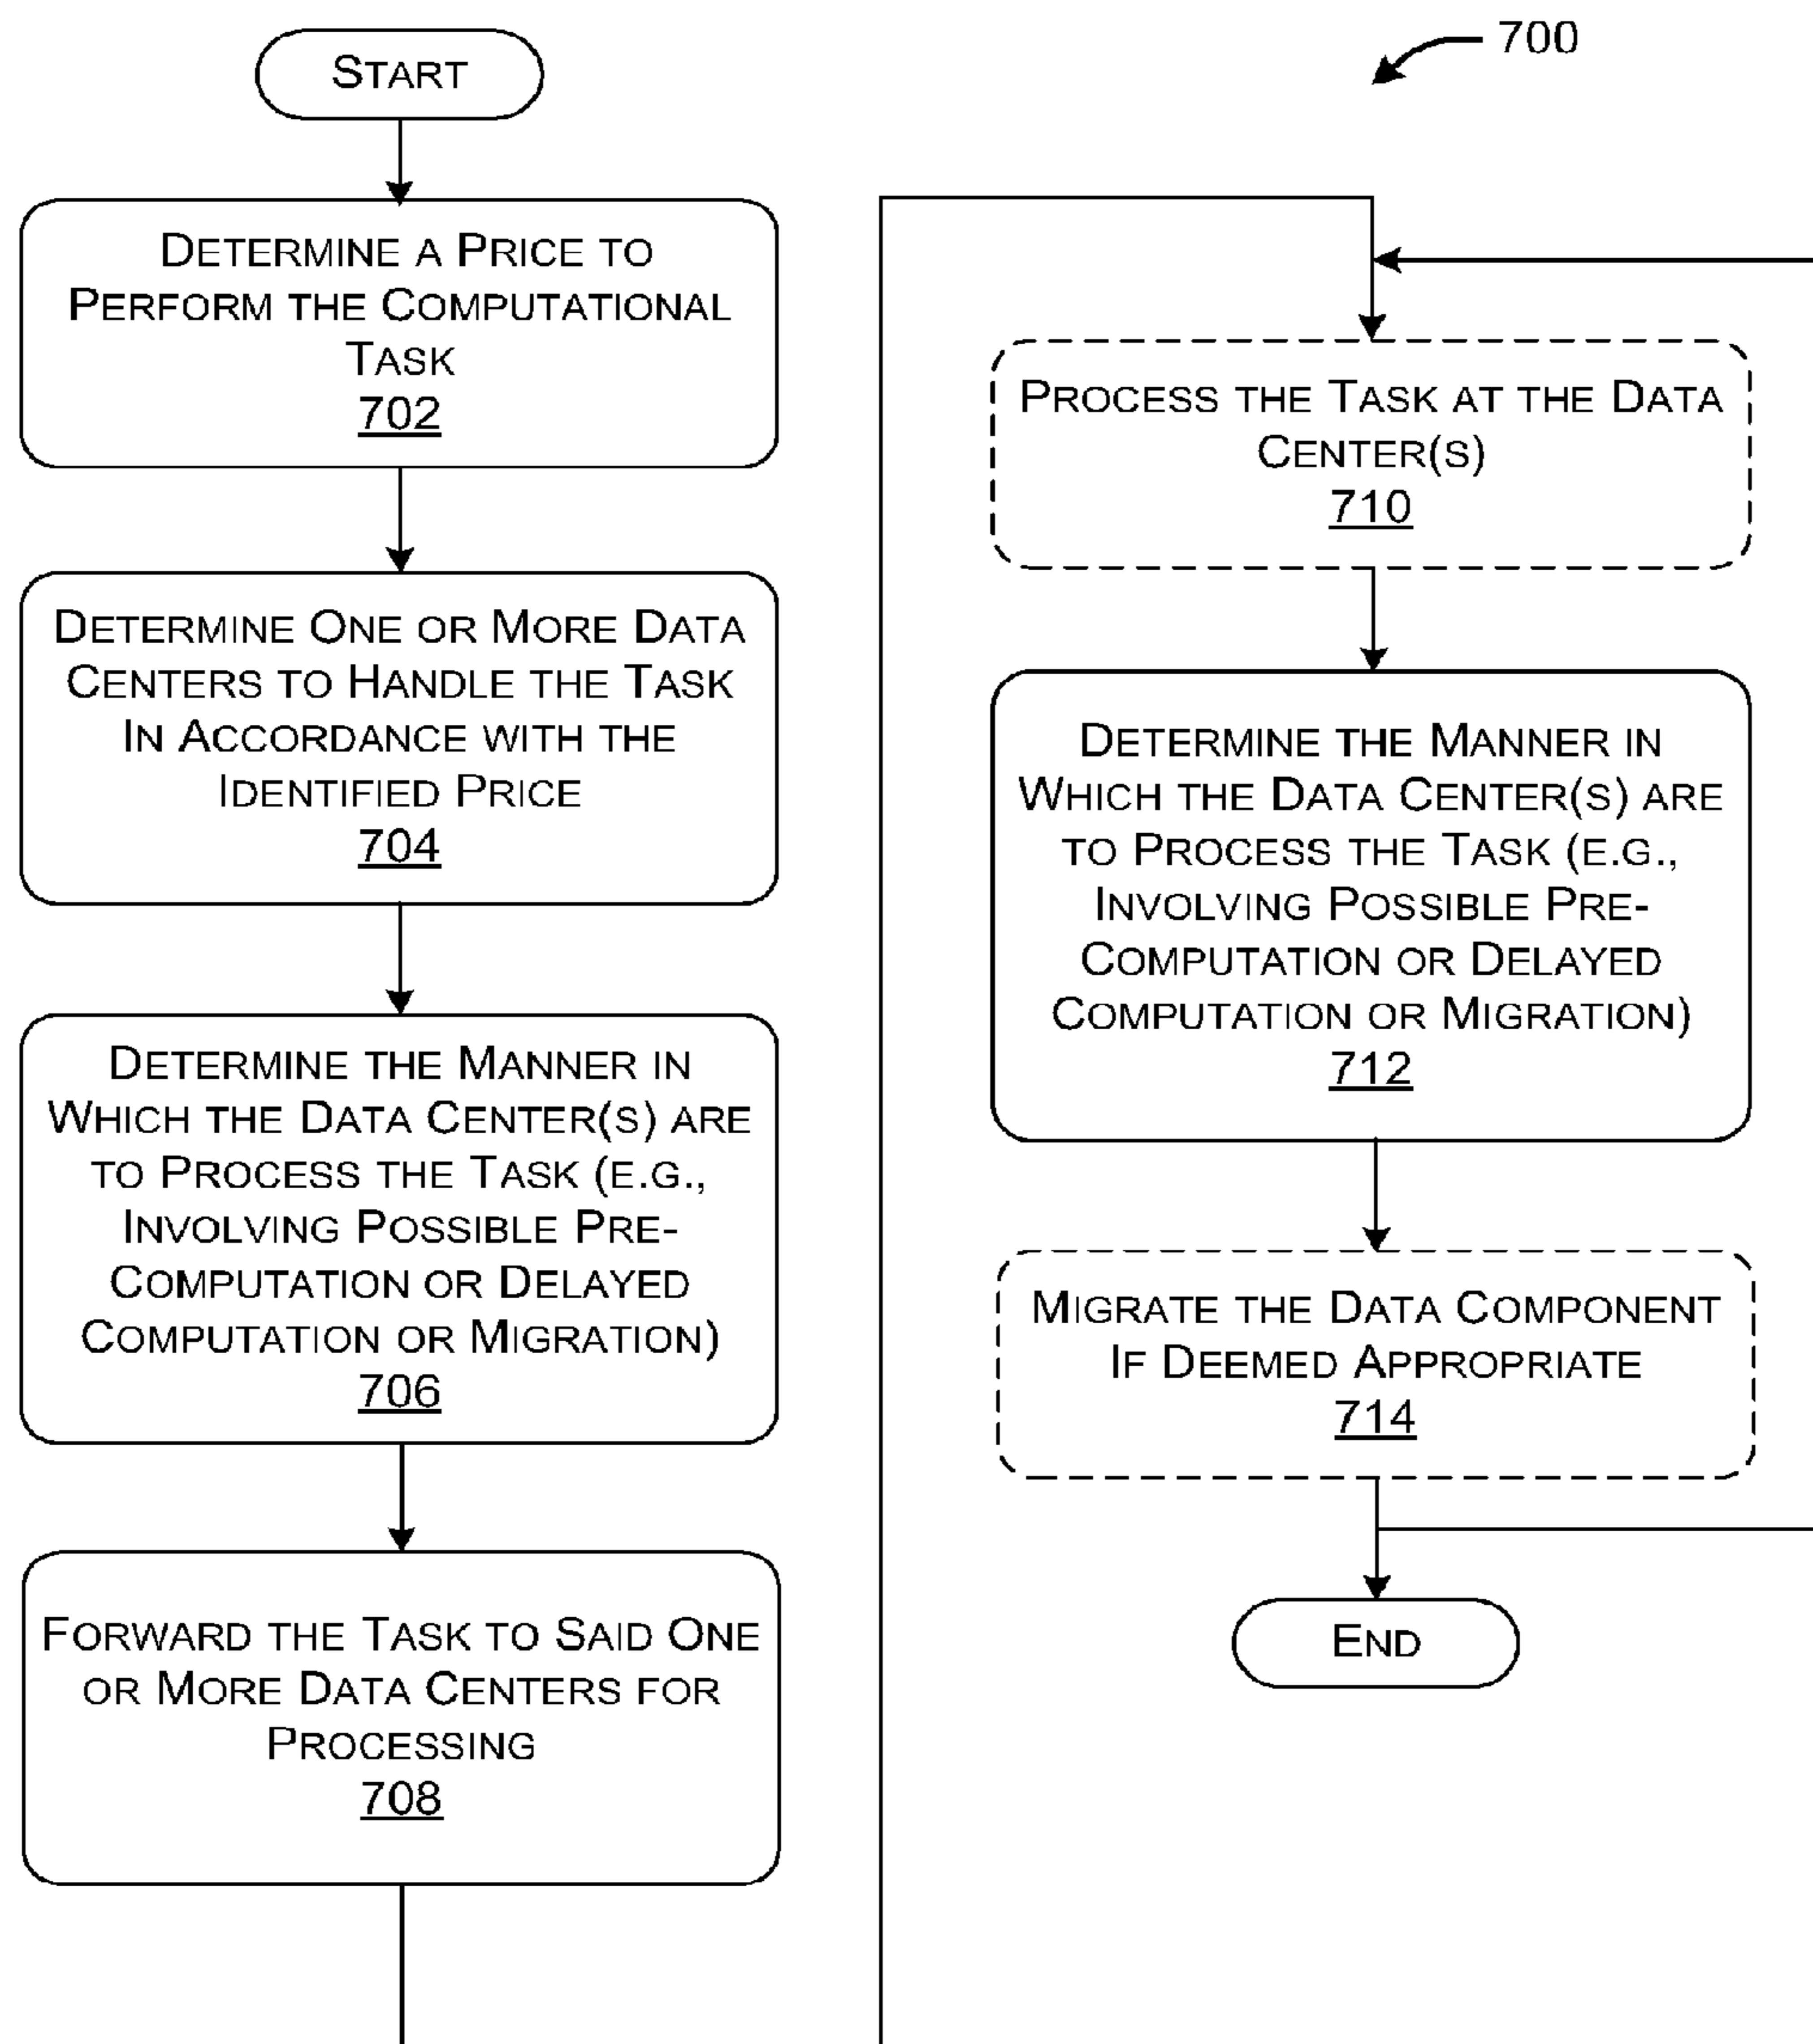 START
DETERMINE A PRICE TO
PERFORM THE COMPUTATIONAL
TASK
702
DETERMINE ONE OR MORE DATA
CENTERS TO HANDLE THE TASK
IN ACCORDANCE WITH THE
IDENTIFIED PRICE
704
DETERMINE THE MANNER IN
WHICH THE DATA CENTER(S) ARE
TO PROCESS THE TASK (E.G.,
INVOLVING POSSIBLE PRE-
COMPUTATION OR DELAYED
COMPUTATION OR MIGRATION)
706
FORWARD THE TASK TO SAID ONE
OR MORE DATA CENTERS FOR
PROCESSING
708
700
PROCESS THE TASK AT THE DATA
CENTER(S)
710
DETERMINE THE MANNER IN
WHICH THE DATA CENTER(S) ARE
TO PROCESS THE TASK (E.G.,
INVOLVING POSSIBLE PRE-
COMPUTATION OR DELAYED
COMPUTATION OR MIGRATION)
712
MIGRATE THE DATA COMPONENT
IF DEEMED APPROPRIATE
714
END